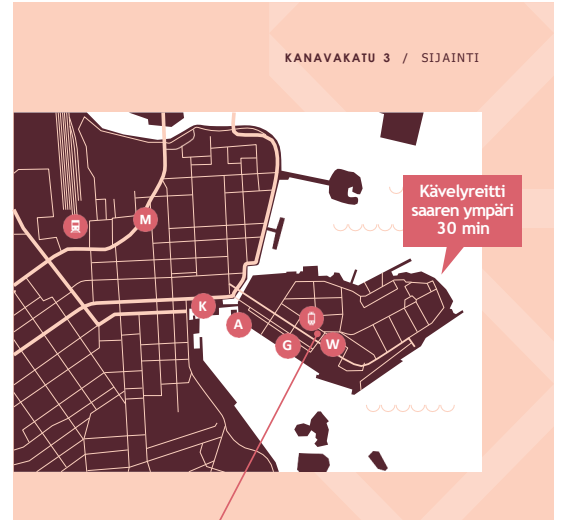 KANAVAKATU 3 / SIJAINTI
Kävelyreitti
saaren ympäri
30 min
M
K
A
G
W